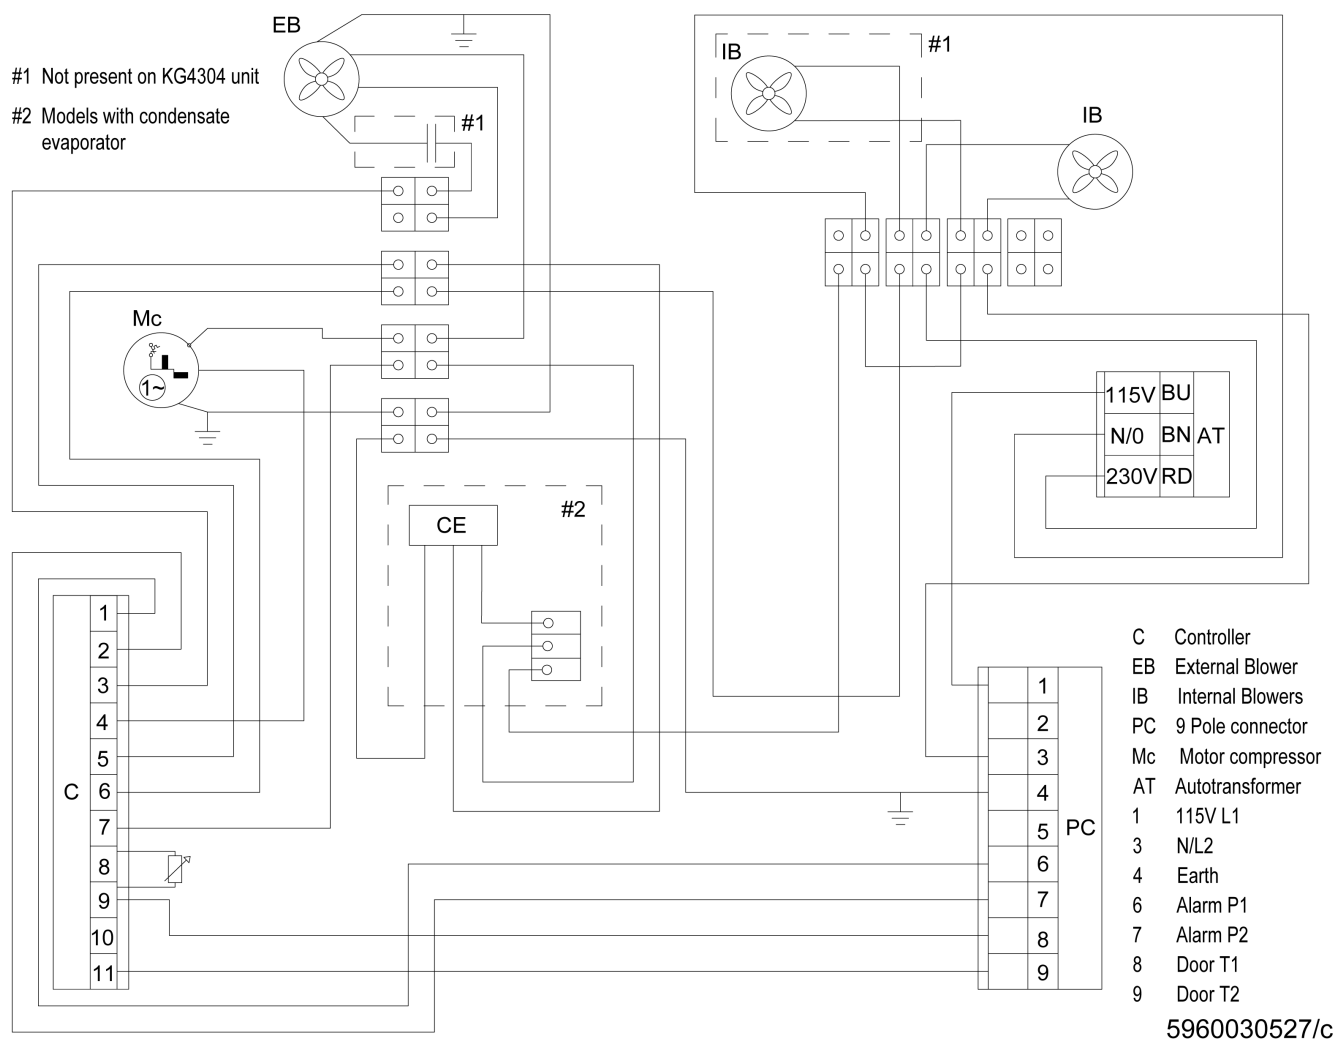 EB
#1 Not present on KG4304 unit
#2 Models with condensate
evaporator
#1
IB
#1
IB
Mc
1~
115V BU
N/0 BN AT
230V RD
#2
CE
C
1
2
3
4
5
6
7
8
9
10
11
1
2
3
4
5
6
7
8
9
PC
C Controller
EB External Blower
IB Internal Blowers
PC 9 Pole connector
Mc Motor compressor
AT Autotransformer
1 115V L1
3 N/L2
4 Earth
6 Alarm P1
7 Alarm P2
8 Door T1
9 Door T2
5960030527/c